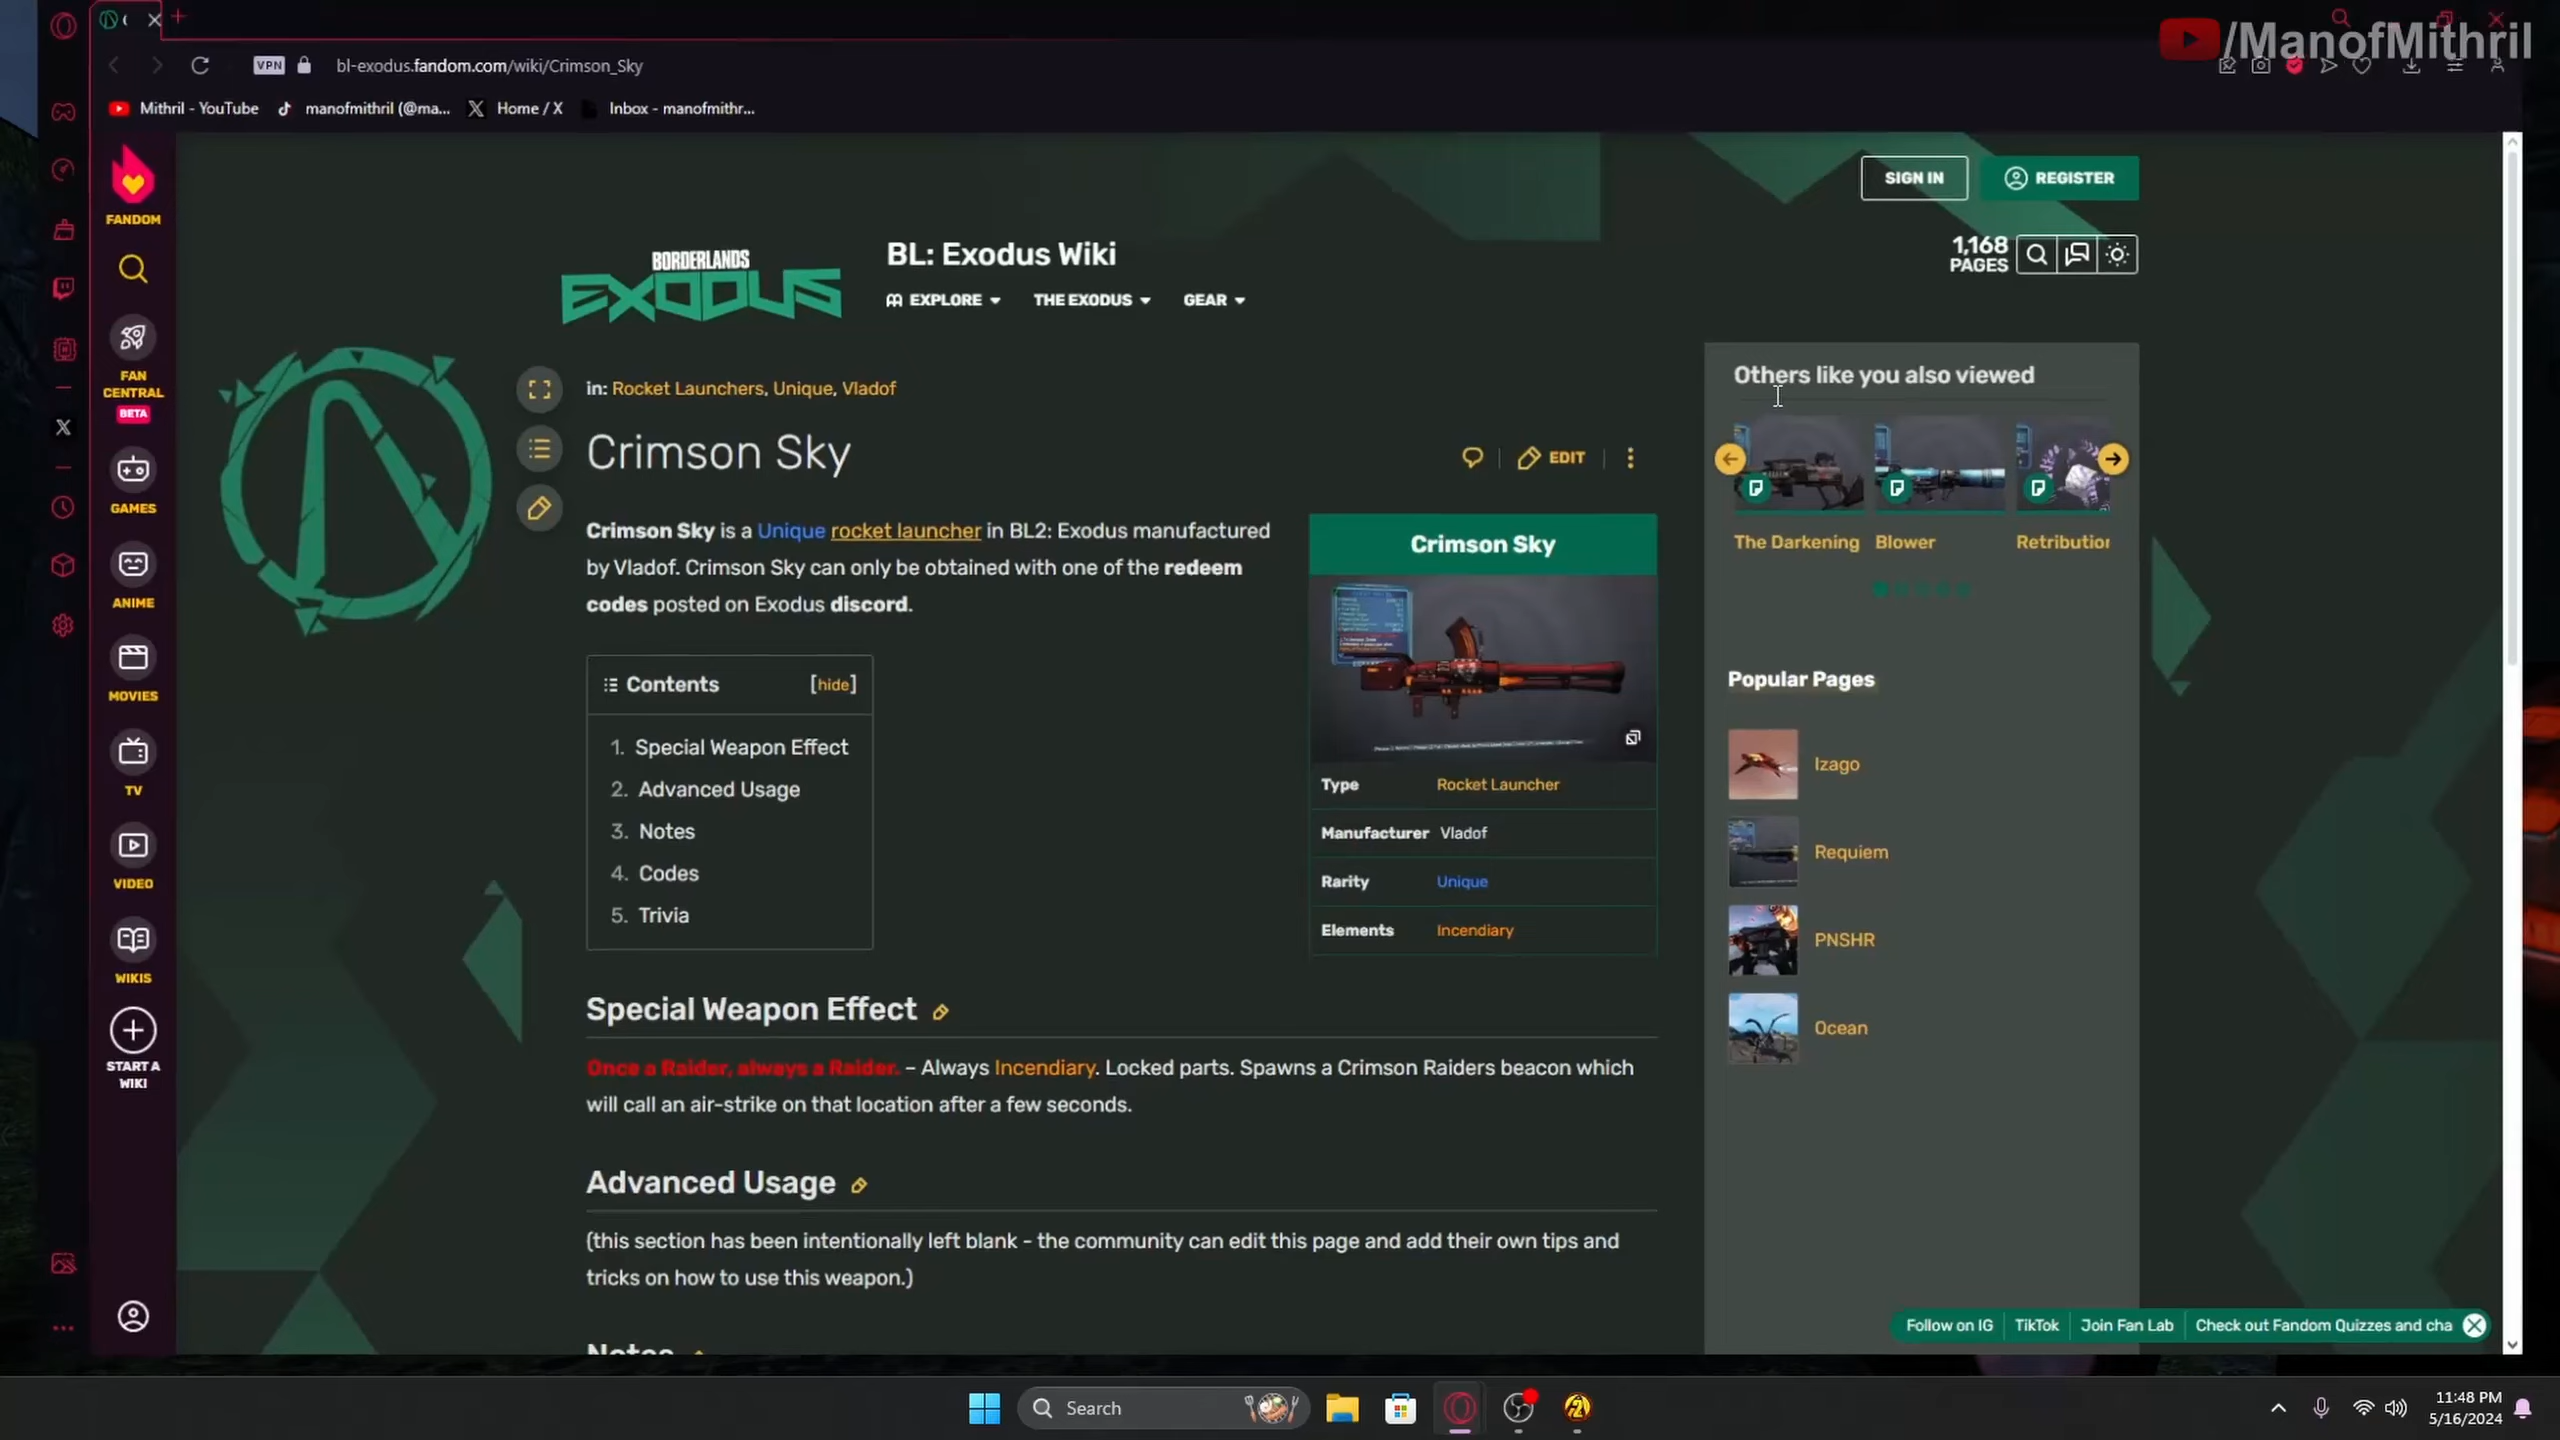 /ManofMithril
VPN bl-exodus.fandom.com/wiki/Crimson_Sky
Mithril - YouTube manofmithril (@ma... Home / X Inbox - manofmithr...
FANDOM
FAN CENTRAL
BETA
GAMES
ANIME
MOVIES
TV
VIDEO
WIKIS
START A WIKI
SIGN IN REGISTER
BORDERLANDS
EXODUS
BL: Exodus Wiki
1,168
PAGES
EXPLORE THE EXODUS GEAR
in: Rocket Launchers, Unique, Vladof
Crimson Sky
EDIT
Crimson Sky is a Unique rocket launcher in BL2: Exodus manufactured
by Vladof. Crimson Sky can only be obtained with one of the redeem
codes posted on Exodus discord.
Contents [hide]
1. Special Weapon Effect
2. Advanced Usage
3. Notes
4. Codes
5. Trivia
Crimson Sky
Type Rocket Launcher
Manufacturer Vladof
Rarity Unique
Elements Incendiary
Special Weapon Effect
Once a Raider, always a Raider. – Always Incendiary. Locked parts. Spawns a Crimson Raiders beacon which
will call an air-strike on that location after a few seconds.
Advanced Usage
(this section has been intentionally left blank - the community can edit this page and add their own tips and
tricks on how to use this weapon.)
Notes
Others like you also viewed
The Darkening Blower Retribution
Popular Pages
Izago
Requiem
PNSHR
Ocean
Follow on IG TikTok Join Fan Lab Check out Fandom Quizzes and cha
Search
11:48 PM
5/16/2024